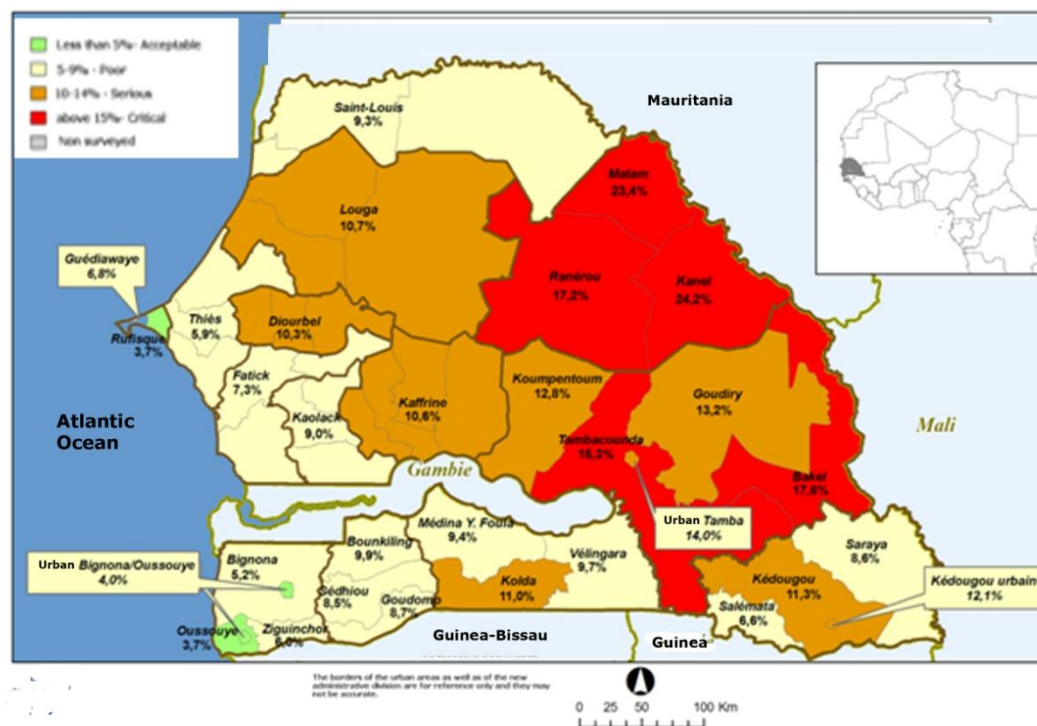 Less than 5%- Acceptable
5-9% - Poor
10-14% - Serious
above 15%- Critical
Non surveyed
Mauritania
Saint-Louis
9,3%
Matam
23,4%
Louga
10,7%
Guédiawaye
6,8%
Ranérou
17,2%
Kanel
24,2%
Thiès
5,9%
Diourbel
10,3%
Rufisque
3,7%
Fatick
7,3%
Koumpentoum
12,8%
Goudiry
13,2%
Kaffrine
10,6%
Kaolack
9,0%
Atlantic
Ocean
Mali
Tambacounda
15,3%
Gambie
Bakel
17,8%
Urban Tamba
14,0%
Médina Y. Foula
9,4%
Bounkiling
9,9%
Vélingara
9,7%
Saraya
8,6%
Bignona
5,2%
Urban Bignona/Oussouye
4,0%
Kolda
11,0%
Kédougou
11,3%
Kédougou urbain
12,1%
Sédhiou
8,5%
Goudomp
8,7%
Salémata
6,6%
Oussouye
3,7%
Ziguinchor
6,0%
Guinea-Bissau
Guinea
The borders of the urban areas as well as of the new
administrative division are for reference only and they may
not be accurate.
0 25 50 100 Km